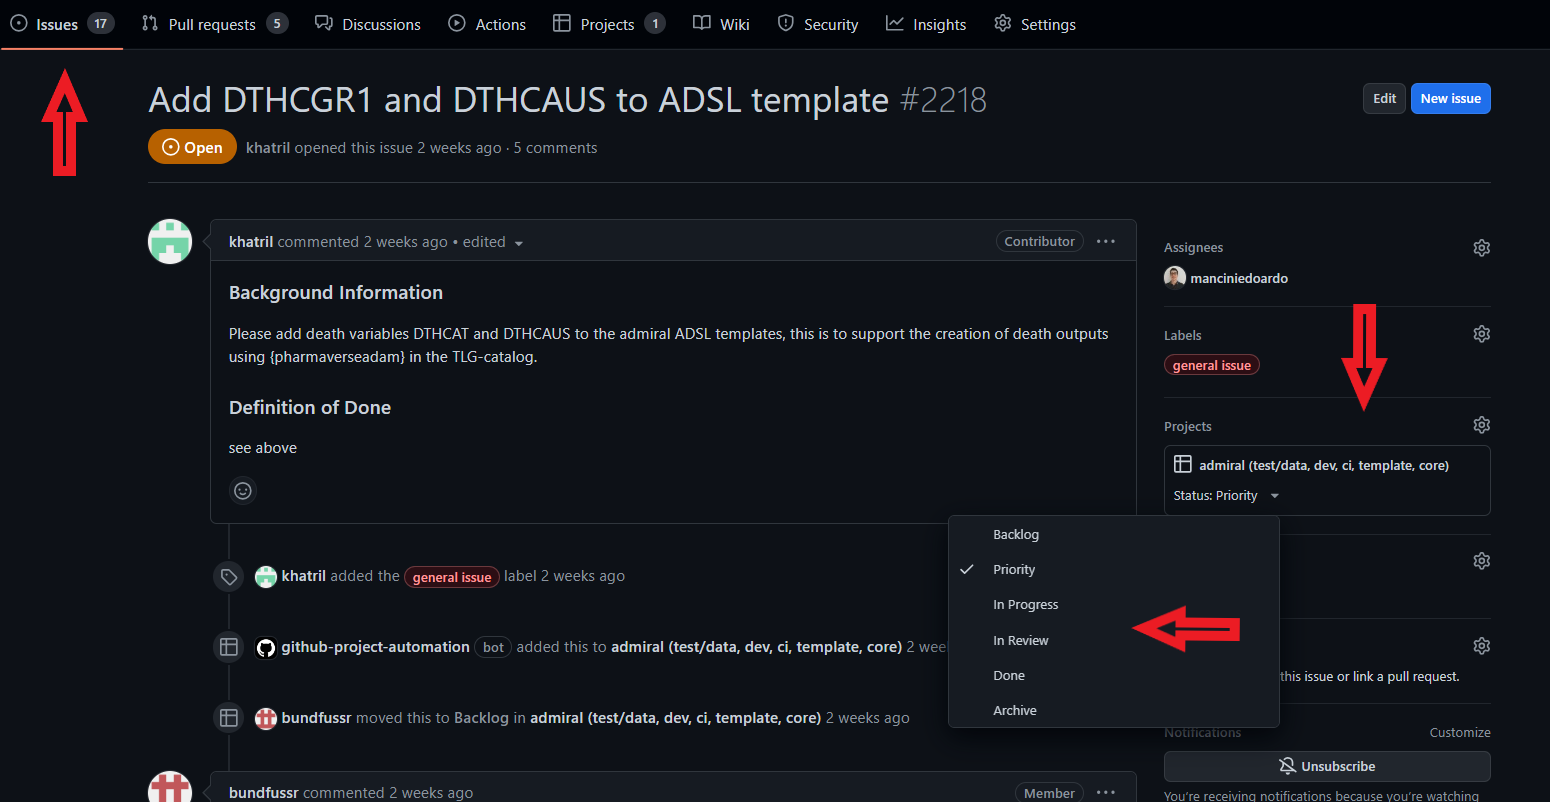 Issues 17 Pull requests 5 Discussions Actions Projects 1 Wiki Security Insights Settings
Add DTHCGR1 and DTHCAUS to ADSL template #2218
Edit New issue
Open khatril opened this issue 2 weeks ago · 5 comments
khatril commented 2 weeks ago • edited Contributor
Background Information
Please add death variables DTHCAT and DTHCAUS to the admiral ADSL templates, this is to support the creation of death outputs
using {pharmaverseadam} in the TLG-catalog.
Definition of Done
see above
khatril added the general issue label 2 weeks ago
github-project-automation bot added this to admiral (test/data, dev, ci, template, core) 2 wee
bundfussr moved this to Backlog in admiral (test/data, dev, ci, template, core) 2 weeks ago
bundfussr commented 2 weeks ago Member
Assignees
manciniedoardo
Labels
general issue
Projects
admiral (test/data, dev, ci, template, core)
Status: Priority
Backlog
Priority
In Progress
In Review
Done
Archive
this issue or link a pull request.
Notifications Customize
Unsubscribe
You're receiving notifications because you're watching